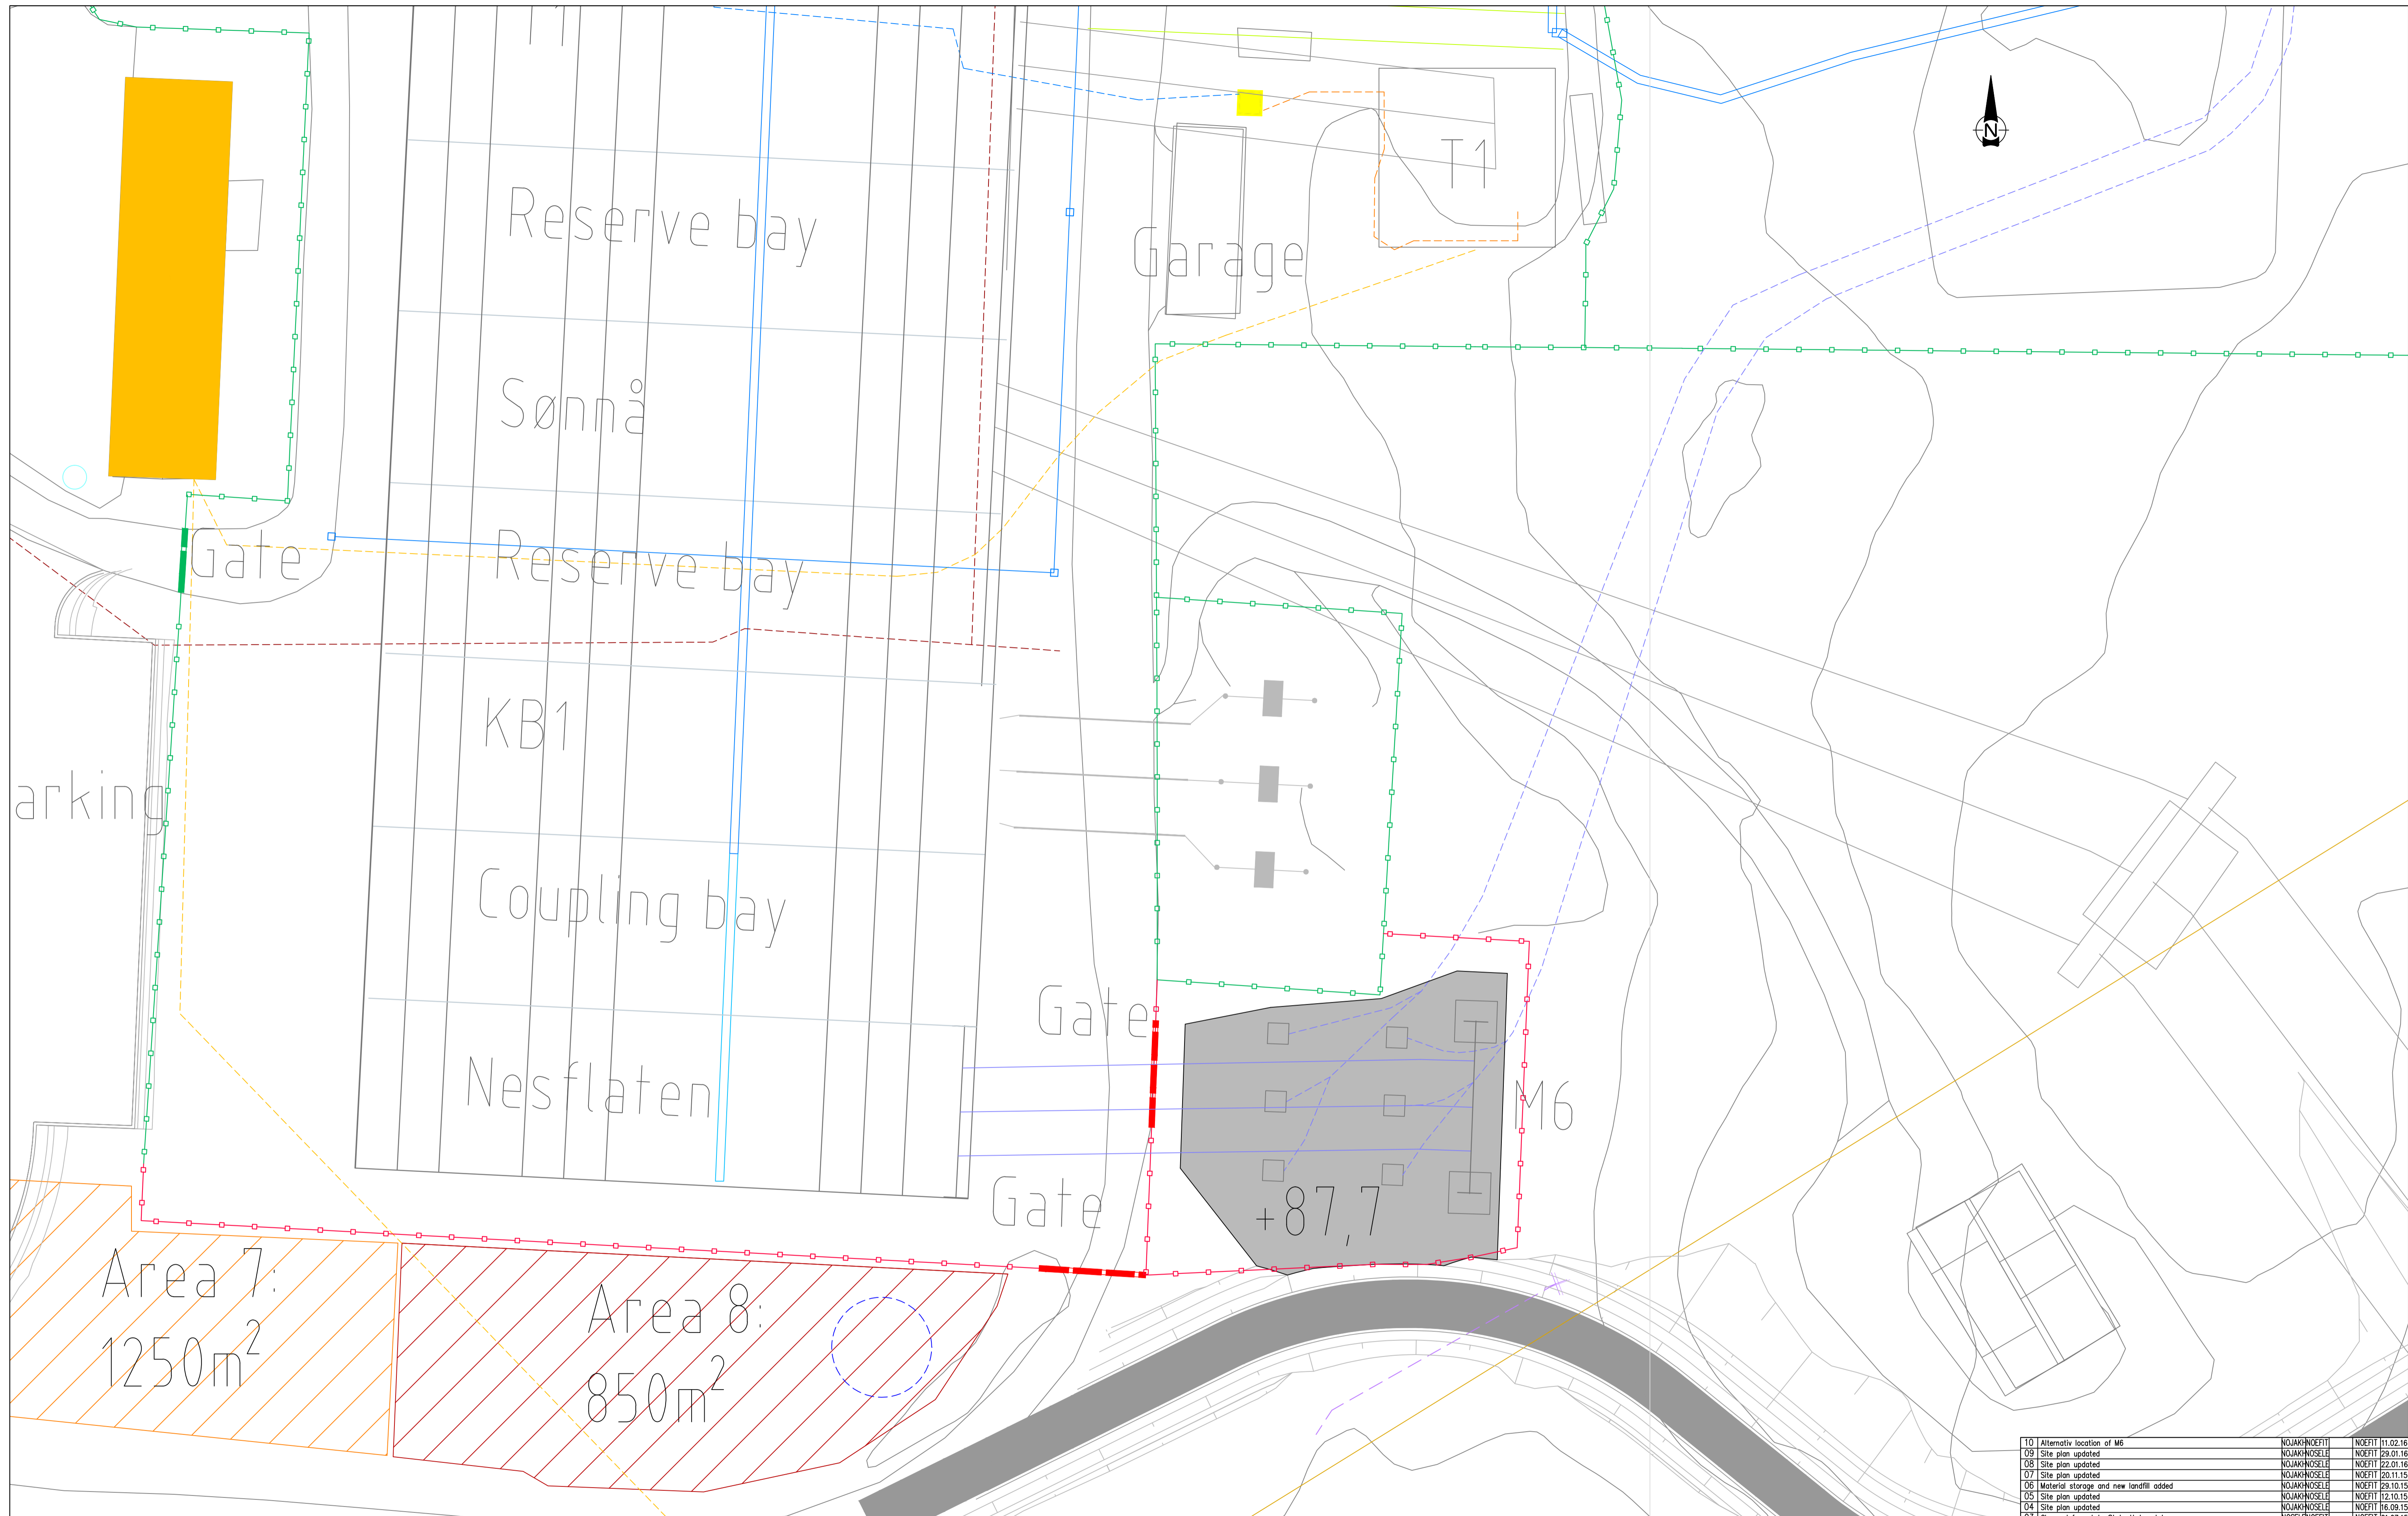 Reserve bay
T1
N
Garage
Sønnå
Gate
Reserve bay
KB1
arking
Coupling bay
Gate
Nesflaten
M6
Gate
+87,7
Area 7:
1250m²
Area 8:
850m²
10 Alternativ location of M6 NOJAKH NOEFIT NOEFIT 11.02.16
09 Site plan updated NOJAKH NOSELE NOEFIT 29.01.16
08 Site plan updated NOJAKH NOSELE NOEFIT 22.01.16
07 Site plan updated NOJAKH NOSELE NOEFIT 20.11.15
06 Material storage and new landfill added NOJAKH NOSELE NOEFIT 29.10.15
05 Site plan updated NOJAKH NOSELE NOEFIT 12.10.15
04 Site plan updated NOJAKH NOSELE NOEFIT 16.09.15